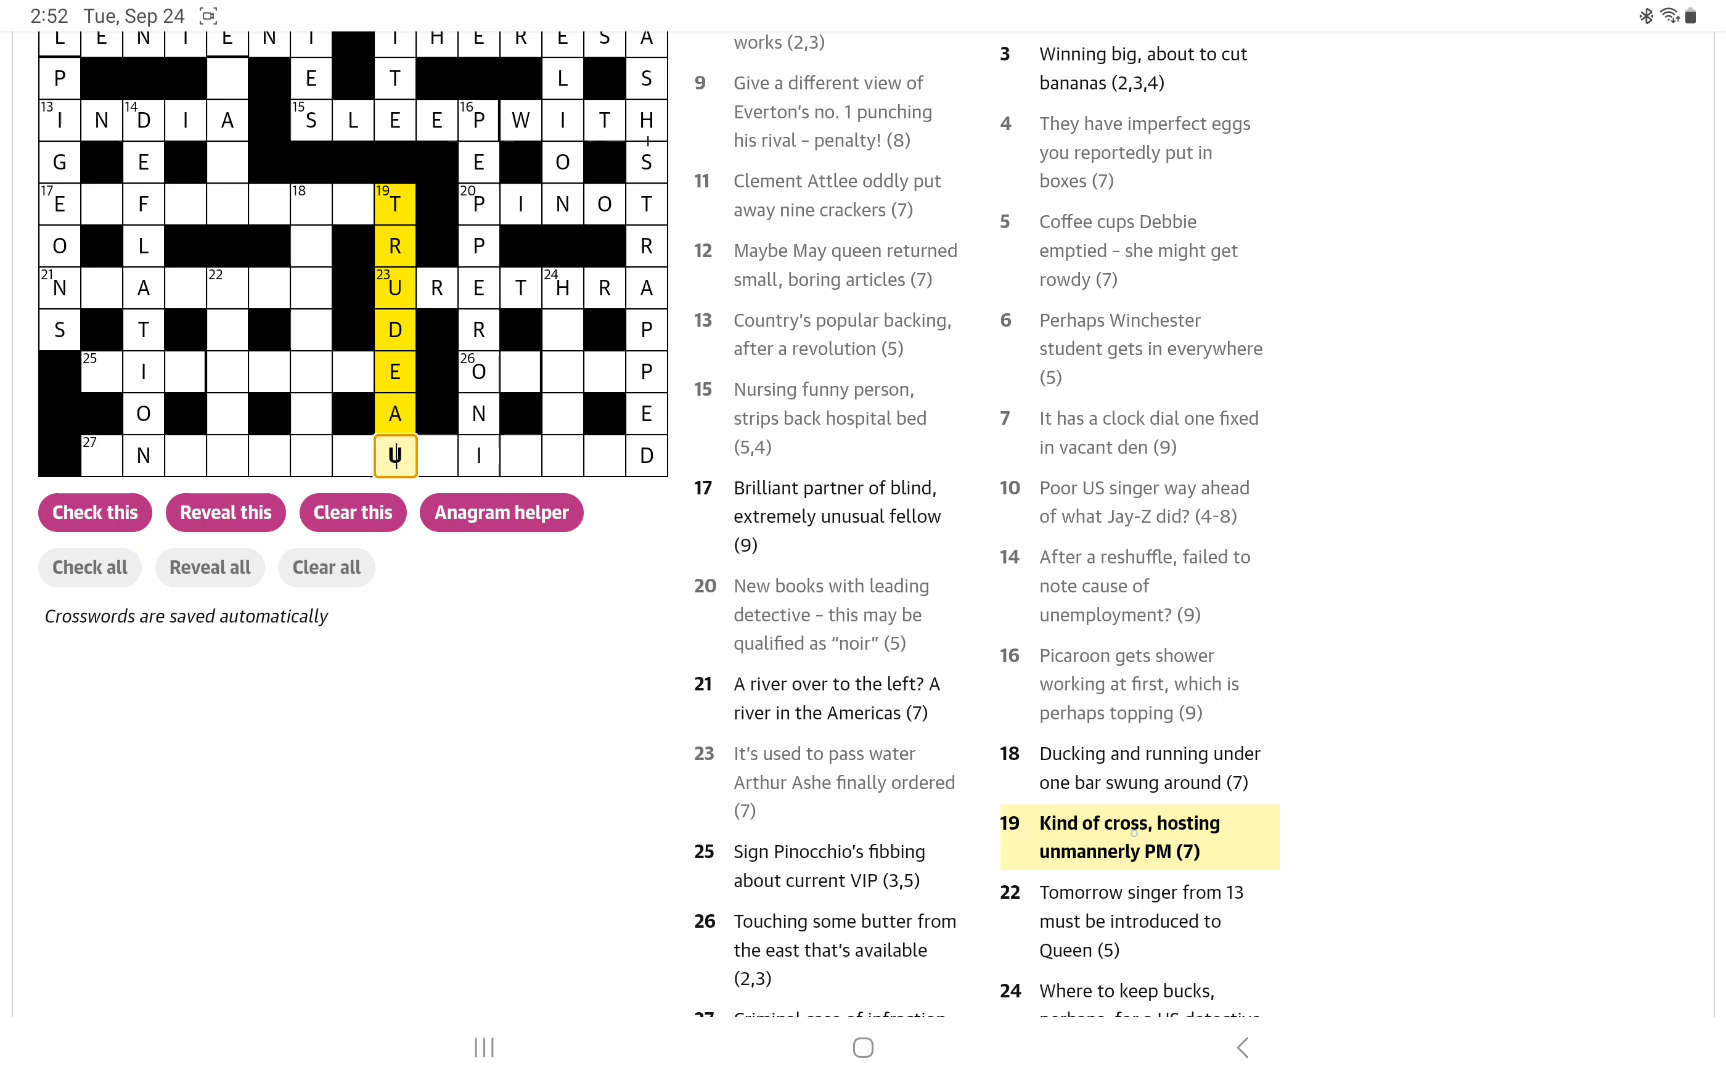 2:52 Tue, Sep 24
L E N I E N T T H E R E S A
P E T L S
13 I N 14 D I A 15 S L E E 16 P W I T H
G E E O S
17 E F 18 19 T 20 P I N O T
O L R P R
21 N A 22 23 U R E T 24 H R A
S T D R P
25 I E 26 O P
O A N E
27 N U I D
Check this
Reveal this
Clear this
Anagram helper
Check all
Reveal all
Clear all
Crosswords are saved automatically
works (2,3)
9 Give a different view of
Everton's no. 1 punching
his rival – penalty! (8)
11 Clement Attlee oddly put
away nine crackers (7)
12 Maybe May queen returned
small, boring articles (7)
13 Country's popular backing,
after a revolution (5)
15 Nursing funny person,
strips back hospital bed
(5,4)
17 Brilliant partner of blind,
extremely unusual fellow
(9)
20 New books with leading
detective – this may be
qualified as “noir” (5)
21 A river over to the left? A
river in the Americas (7)
23 It's used to pass water
Arthur Ashe finally ordered
(7)
25 Sign Pinocchio's fibbing
about current VIP (3,5)
26 Touching some butter from
the east that's available
(2,3)
27 Criminal case of infraction
3 Winning big, about to cut
bananas (2,3,4)
4 They have imperfect eggs
you reportedly put in
boxes (7)
5 Coffee cups Debbie
emptied – she might get
rowdy (7)
6 Perhaps Winchester
student gets in everywhere
(5)
7 It has a clock dial one fixed
in vacant den (9)
10 Poor US singer way ahead
of what Jay-Z did? (4-8)
14 After a reshuffle, failed to
note cause of
unemployment? (9)
16 Picaroon gets shower
working at first, which is
perhaps topping (9)
18 Ducking and running under
one bar swung around (7)
19 Kind of cross, hosting
unmannerly PM (7)
22 Tomorrow singer from 13
must be introduced to
Queen (5)
24 Where to keep bucks,
perhaps, for a US detective